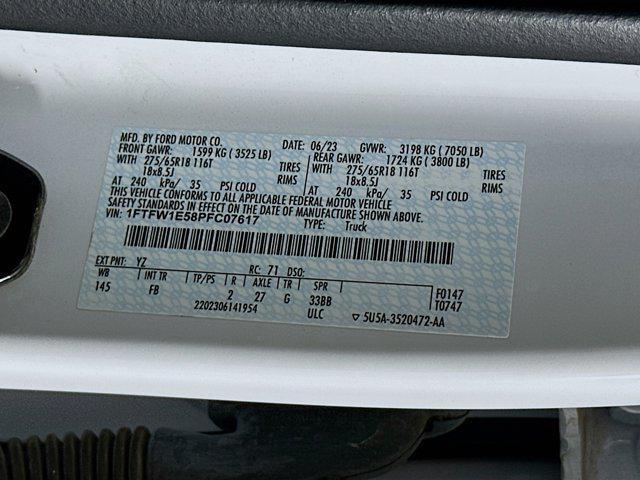 MFD. BY FORD MOTOR CO. DATE: 06/23 GVWR: 3198 KG ( 7050 LB)
FRONT GAWR: 1599 KG ( 3525 LB) REAR GAWR: 1724 KG ( 3800 LB)
WITH 275/65R18 116T TIRES WITH 275/65R18 116T TIRES
18x8.5J RIMS 18x8.5J RIMS
AT 240 kPa/ 35 PSI COLD AT 240 kPa/ 35 PSI COLD
THIS VEHICLE CONFORMS TO ALL APPLICABLE FEDERAL MOTOR VEHICLE
SAFETY STANDARDS IN EFFECT ON THE DATE OF MANUFACTURE SHOWN ABOVE.
VIN: 1FTFW1E58PFC07617 TYPE: Truck
EXT PNT: YZ RC: 71 DSO:
WB INT TR TP/PS R AXLE TR SPR F0147
145 FB 2 27 G 33BB T0747
2202306141954 ULC ▽ 5U5A-3520472-AA